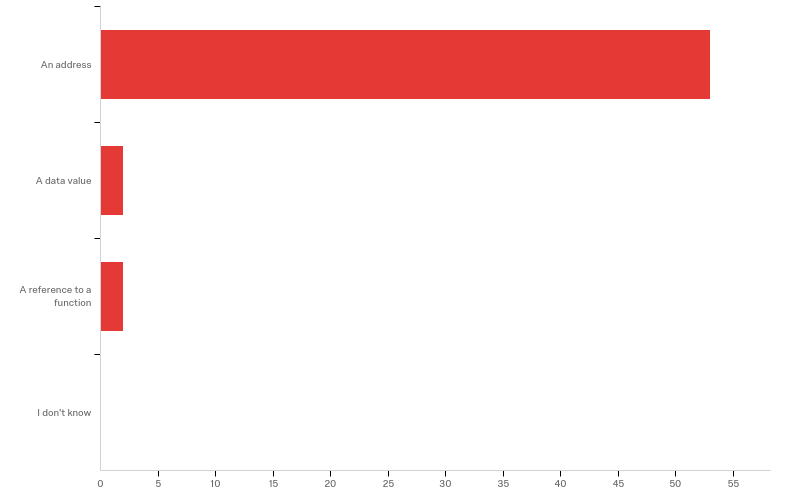 An address
A data value
A reference to a
function
I don't know
0 5 10 15 20 25 30 35 40 45 50 55